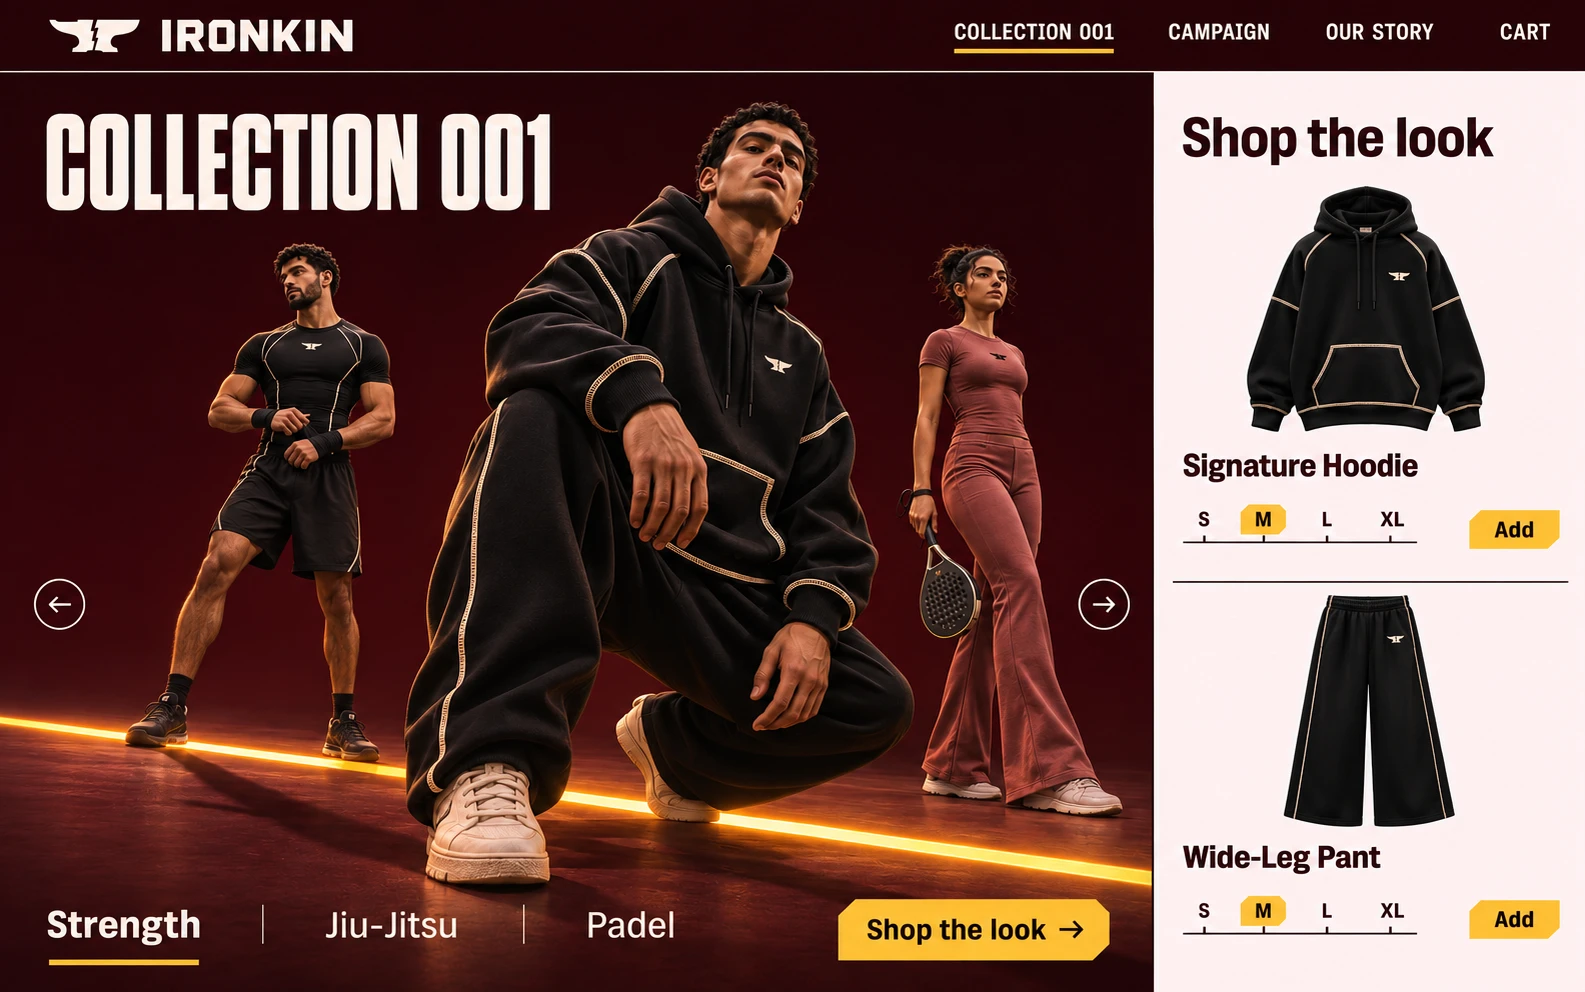 IRONKIN
COLLECTION 001
CAMPAIGN
OUR STORY
CART
COLLECTION 001
Strength
Jiu-Jitsu
Padel
Shop the look →
Shop the look
Signature Hoodie
S M L XL
Add
Wide-Leg Pant
S M L XL
Add